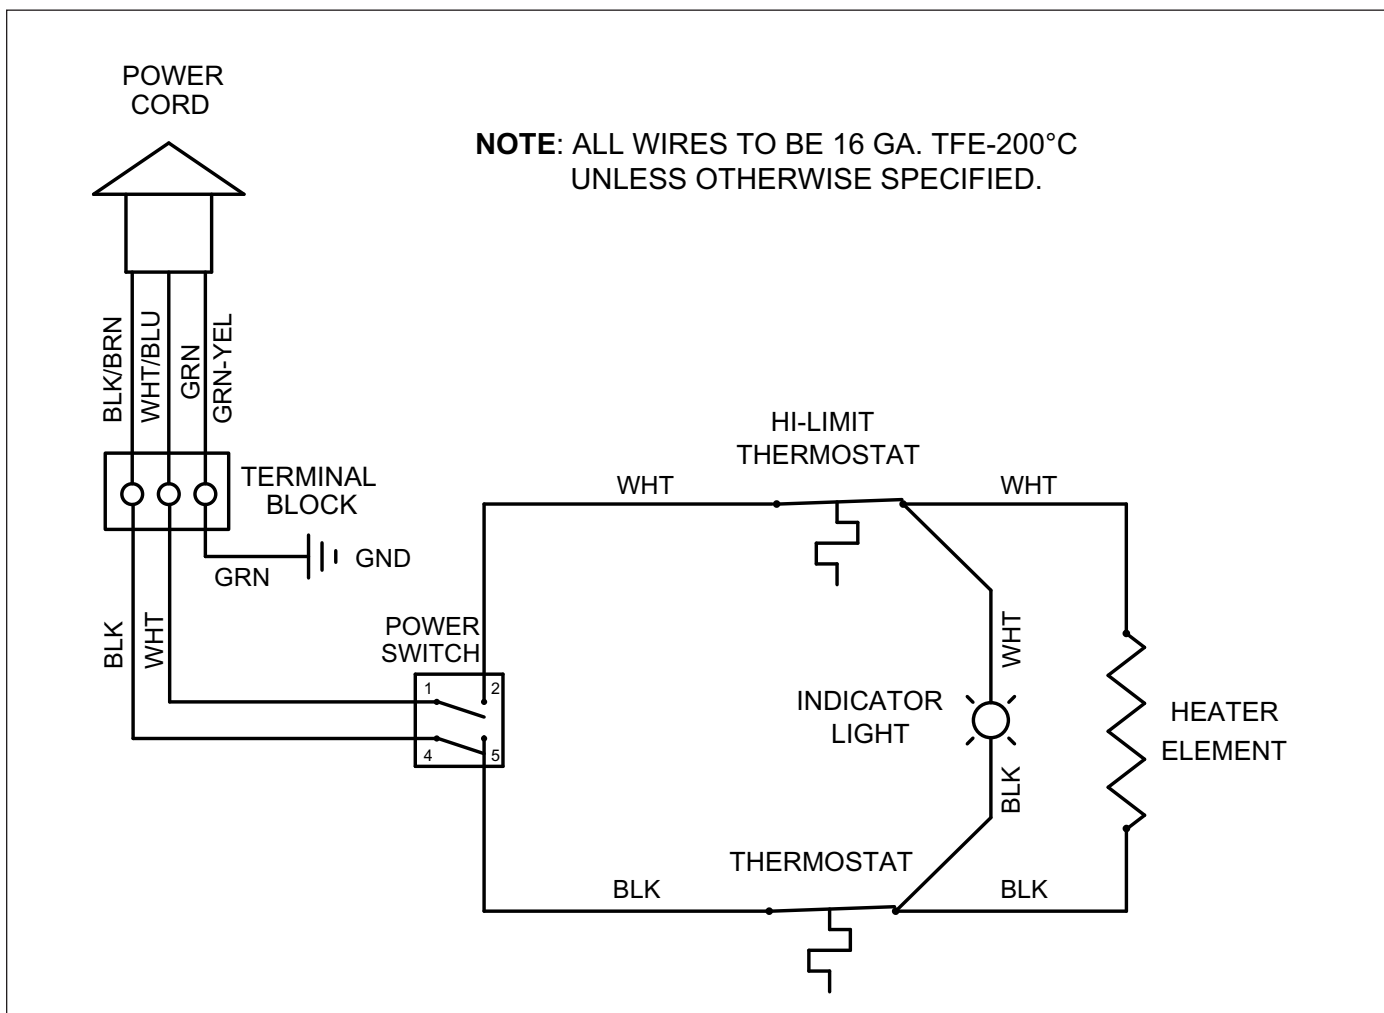 POWER
CORD
NOTE: ALL WIRES TO BE 16 GA. TFE-200°C
UNLESS OTHERWISE SPECIFIED.
BLK/BRN
WHT/BLU
GRN
GRN-YEL
TERMINAL
BLOCK
GRN
GND
BLK
WHT
POWER
SWITCH
1
2
4
5
WHT
HI-LIMIT
THERMOSTAT
WHT
WHT
INDICATOR
LIGHT
BLK
HEATER
ELEMENT
THERMOSTAT
BLK
BLK